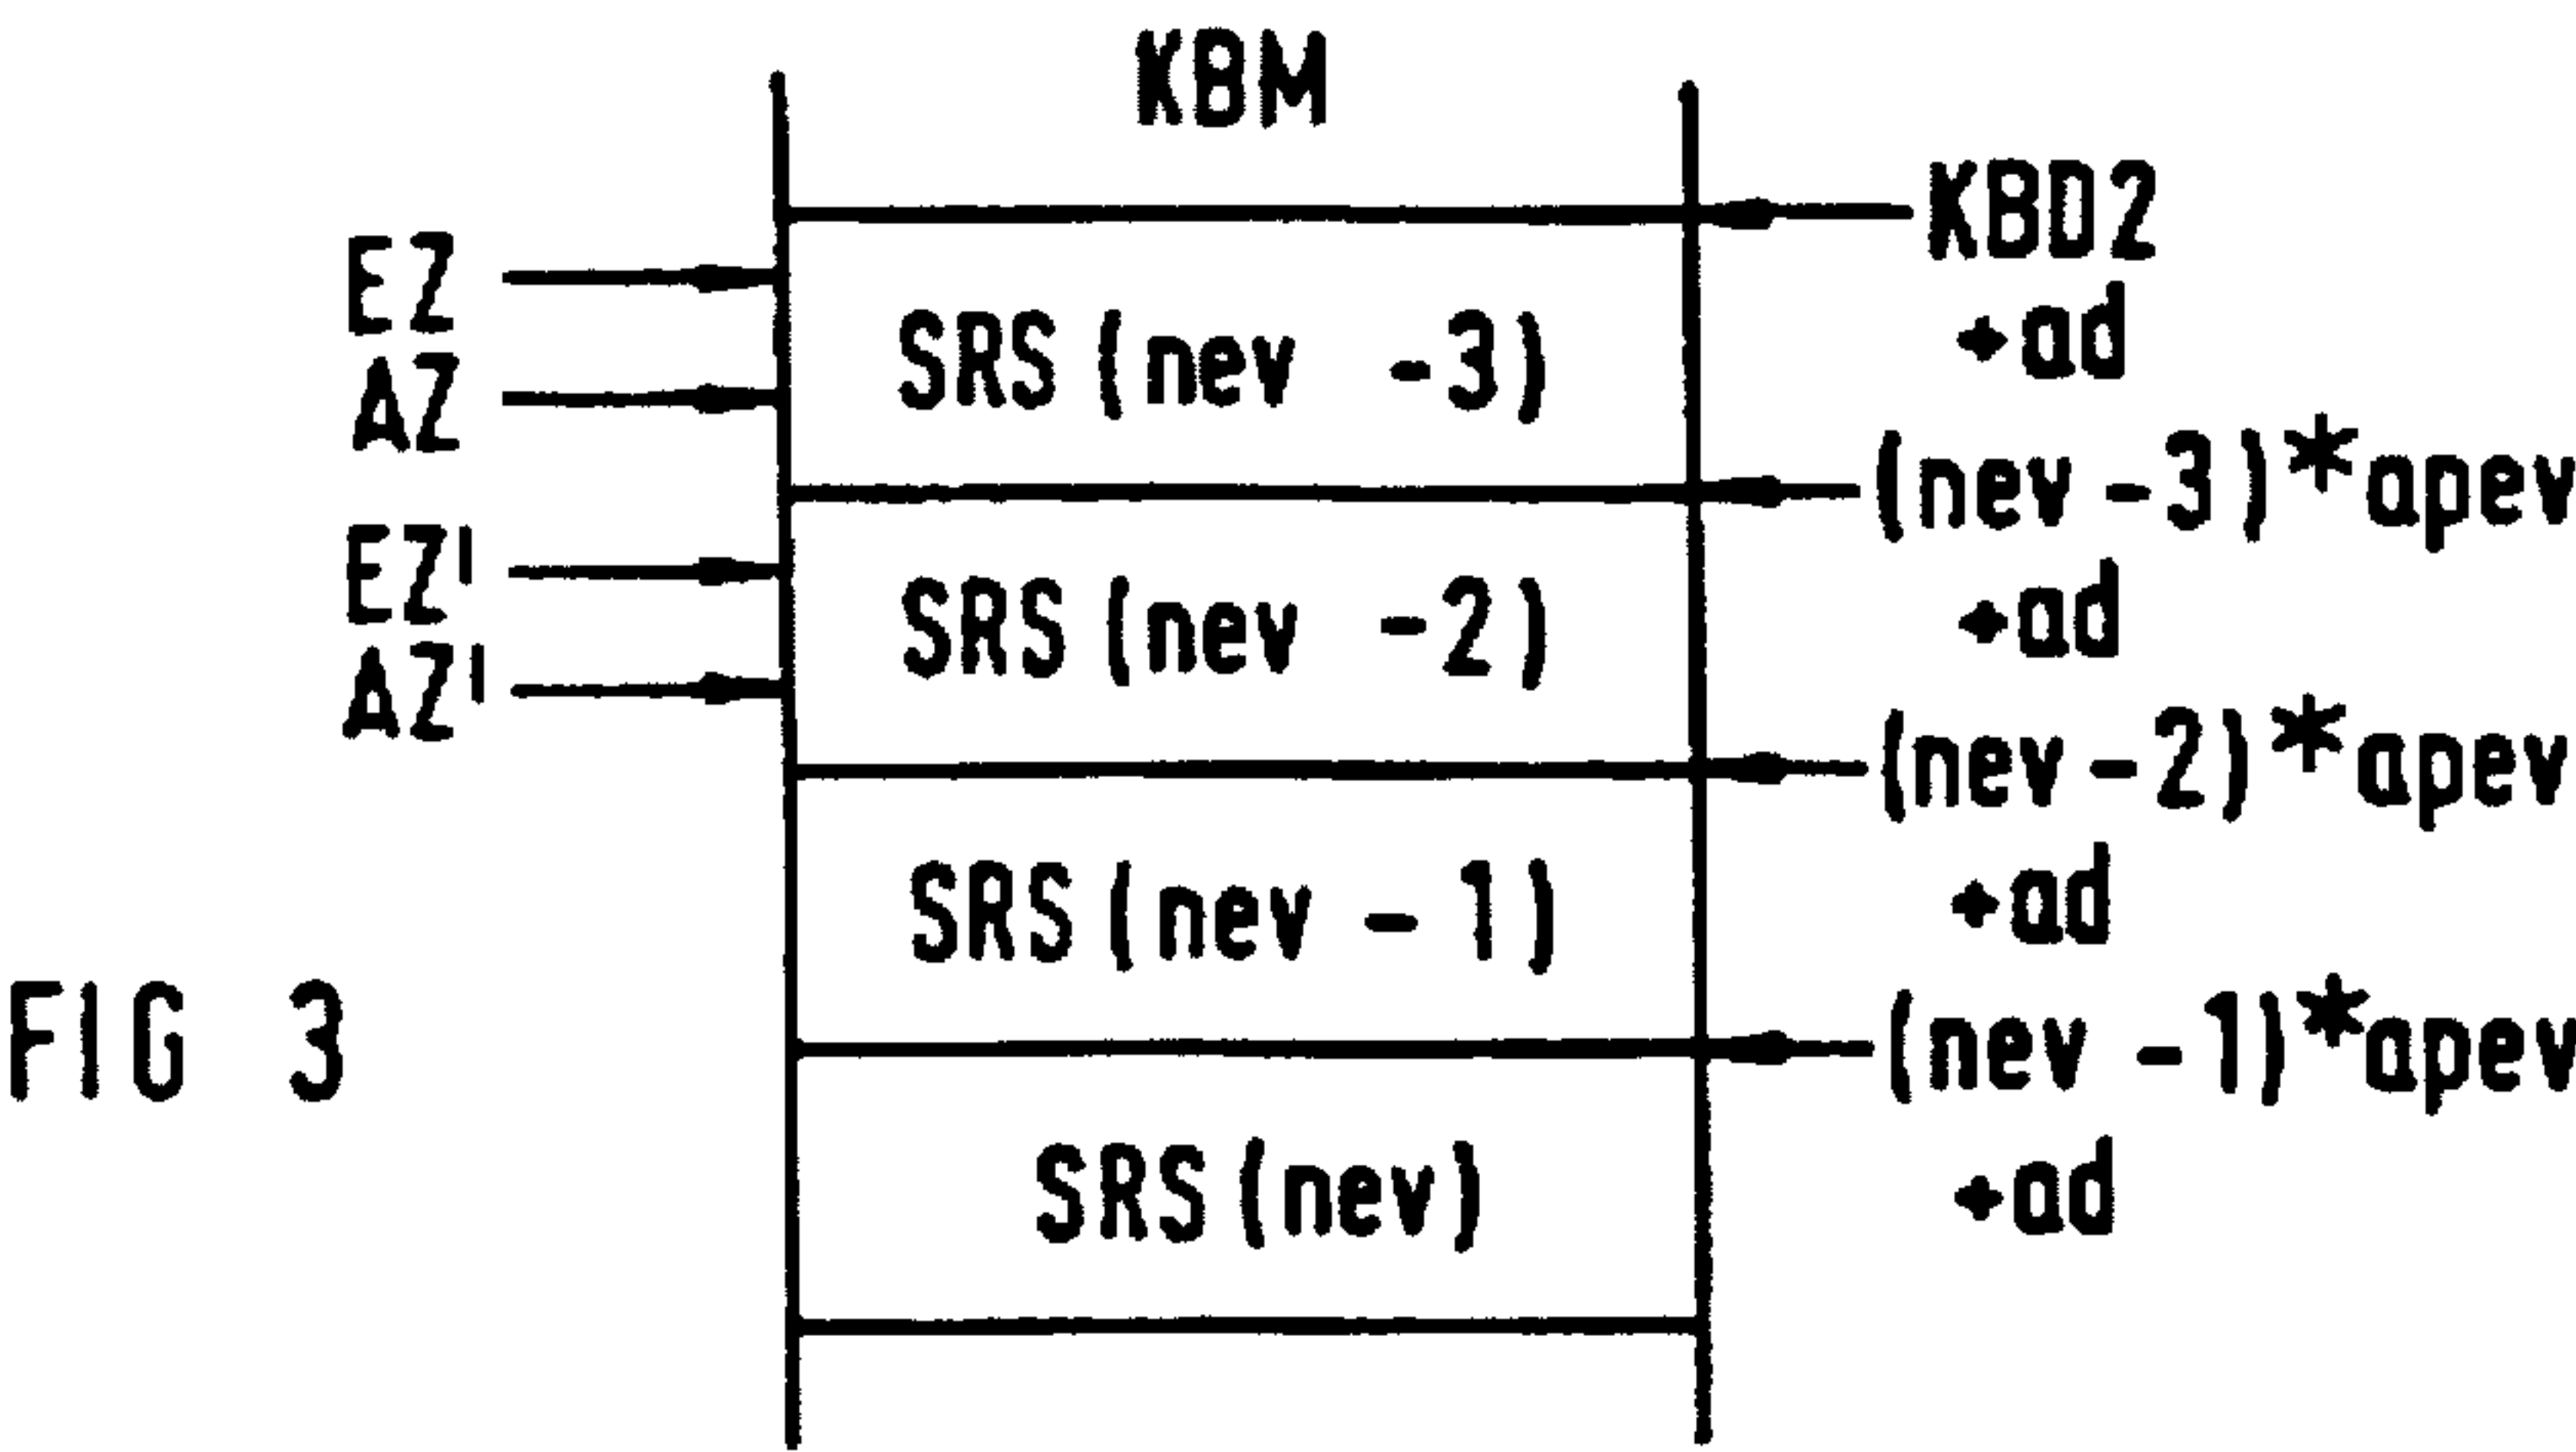 KBM
KBD2
EZ
+ad
SRS (nev -3)
AZ
(nev -3)*apev
EZ'
+ad
SRS (nev -2)
AZ'
(nev -2)*apev
SRS (nev - 1)
+ad
FIG 3
(nev -1)*apev
SRS (nev)
+ad